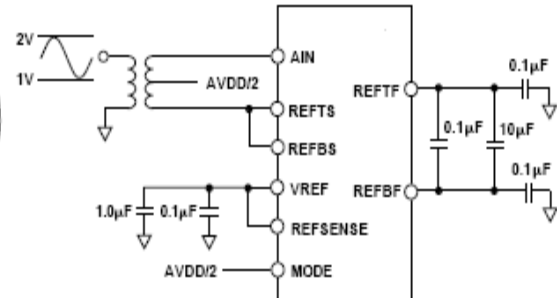 2V
1V
AVDD/2
AIN
REFTS
REFBS
VREF
REFSENSE
MODE
1.0µF
0.1µF
AVDD/2
REFTF
REFBF
0.1µF
0.1µF
10µF
0.1µF